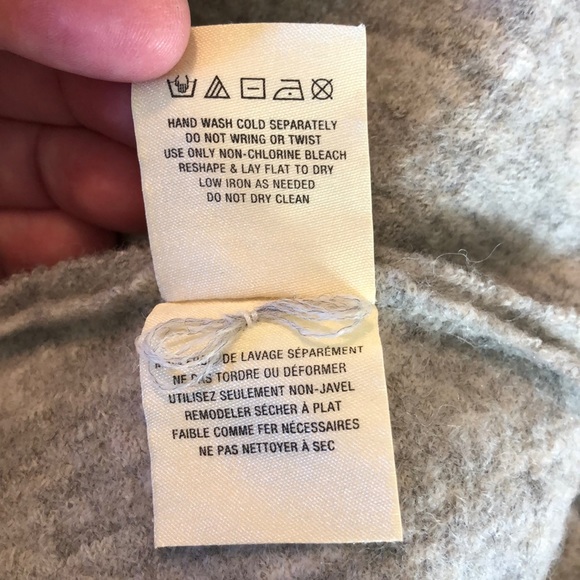 HAND WASH COLD SEPARATELY
DO NOT WRING OR TWIST
USE ONLY NON-CHLORINE BLEACH
RESHAPE & LAY FLAT TO DRY
LOW IRON AS NEEDED
DO NOT DRY CLEAN
DE LAVAGE SÉPARÉMENT
NE PAS TORDRE OU DÉFORMER
UTILISEZ SEULEMENT NON-JAVEL
REMODELER SÈCHER À PLAT
FAIBLE COMME FER NÉCESSAIRES
NE PAS NETTOYER À SEC